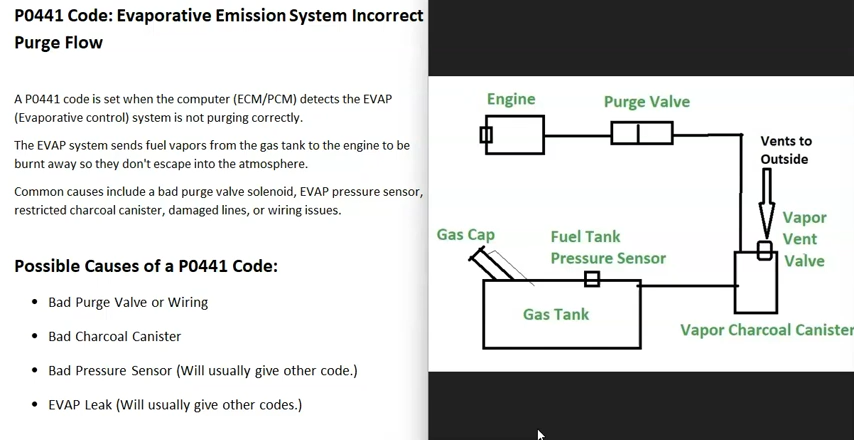 P0441 Code: Evaporative Emission System Incorrect
Purge Flow
A P0441 code is set when the computer (ECM/PCM) detects the EVAP
(Evaporative control) system is not purging correctly.
The EVAP system sends fuel vapors from the gas tank to the engine to be
burnt away so they don't escape into the atmosphere.
Common causes include a bad purge valve solenoid, EVAP pressure sensor,
restricted charcoal canister, damaged lines, or wiring issues.
Possible Causes of a P0441 Code:
• Bad Purge Valve or Wiring
• Bad Charcoal Canister
• Bad Pressure Sensor (Will usually give other code.)
• EVAP Leak (Will usually give other codes.)
Engine
Purge Valve
Vents to
Outside
Vapor
Vent
Valve
Gas Cap
Fuel Tank
Pressure Sensor
Gas Tank
Vapor Charcoal Canister